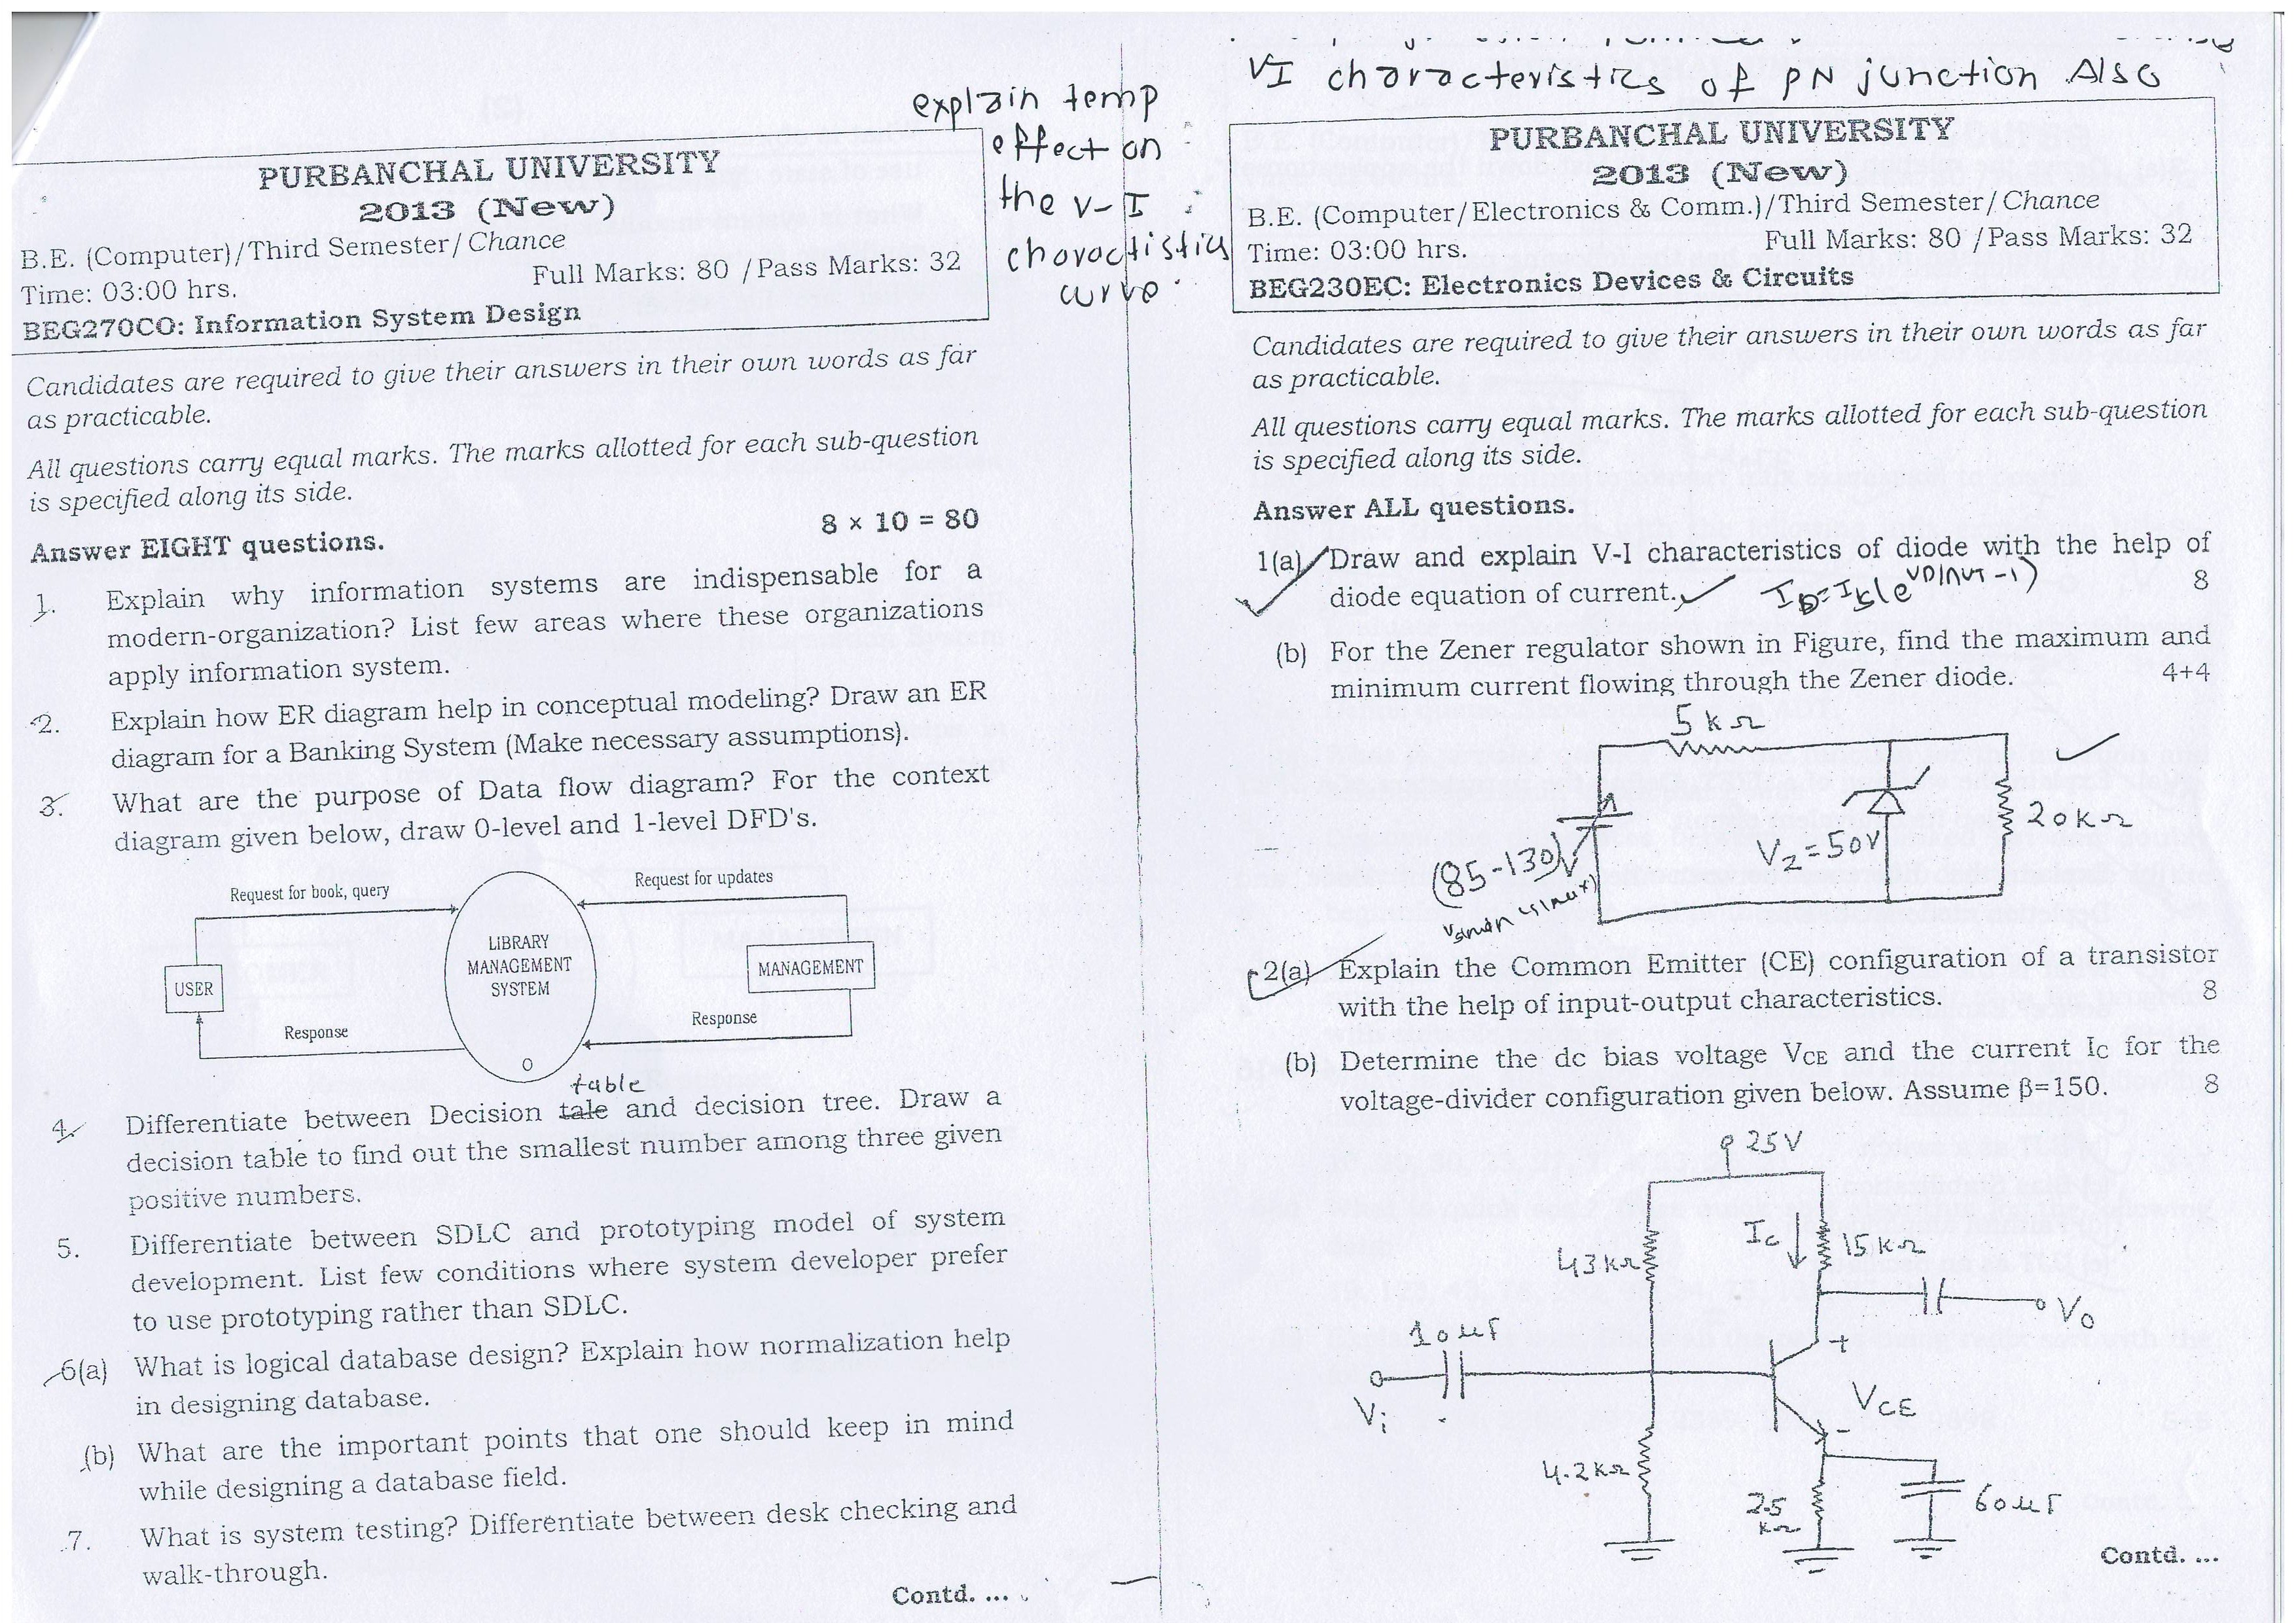 explain temp
effect on
the V-I
charactistics
curve
PURBANCHAL UNIVERSITY
2013 (New)
B.E. (Computer)/Third Semester/Chance
Full Marks: 80 /Pass Marks: 32
Time: 03:00 hrs.
BEG270CO: Information System Design
Candidates are required to give their answers in their own words as far
as practicable.
All questions carry equal marks. The marks allotted for each sub-question
is specified along its side.
8 × 10 = 80
Answer EIGHT questions.
1. Explain why information systems are indispensable for a
modern-organization? List few areas where these organizations
apply information system.
2. Explain how ER diagram help in conceptual modeling? Draw an ER
diagram for a Banking System (Make necessary assumptions).
3. What are the purpose of Data flow diagram? For the context
diagram given below, draw 0-level and 1-level DFD's.
Request for book, query
Request for updates
LIBRARY
MANAGEMENT
SYSTEM
O
USER
MANAGEMENT
Response
Response
table
4. Differentiate between Decision tale and decision tree. Draw a
decision table to find out the smallest number among three given
positive numbers.
5. Differentiate between SDLC and prototyping model of system
development. List few conditions where system developer prefer
to use prototyping rather than SDLC.
6(a) What is logical database design? Explain how normalization help
in designing database.
(b) What are the important points that one should keep in mind
while designing a database field.
7. What is system testing? Differentiate between desk checking and
walk-through.
Contd. ...
VI characteristics of PN junction Also
PURBANCHAL UNIVERSITY
2013 (New)
B.E. (Computer/Electronics & Comm.)/Third Semester/Chance
Time: 03:00 hrs. Full Marks: 80 /Pass Marks: 32
BEG230EC: Electronics Devices & Circuits
Candidates are required to give their answers in their own words as far
as practicable.
All questions carry equal marks. The marks allotted for each sub-question
is specified along its side.
Answer ALL questions.
1(a) Draw and explain V-I characteristics of diode with the help of
diode equation of current. ID=Is(e^VD/nVT-1) 8
(b) For the Zener regulator shown in Figure, find the maximum and
minimum current flowing through the Zener diode. 4+4
5kΩ
20kΩ
VZ=50V
(85-130)V
2(a) Explain the Common Emitter (CE) configuration of a transistor
with the help of input-output characteristics. 8
(b) Determine the dc bias voltage VCE and the current IC for the
voltage-divider configuration given below. Assume β=150. 8
25V
43kΩ
IC
15kΩ
Vo
10μF
+
Vi
VCE
-
4.2kΩ
2.5
kΩ
60μF
Contd. ...